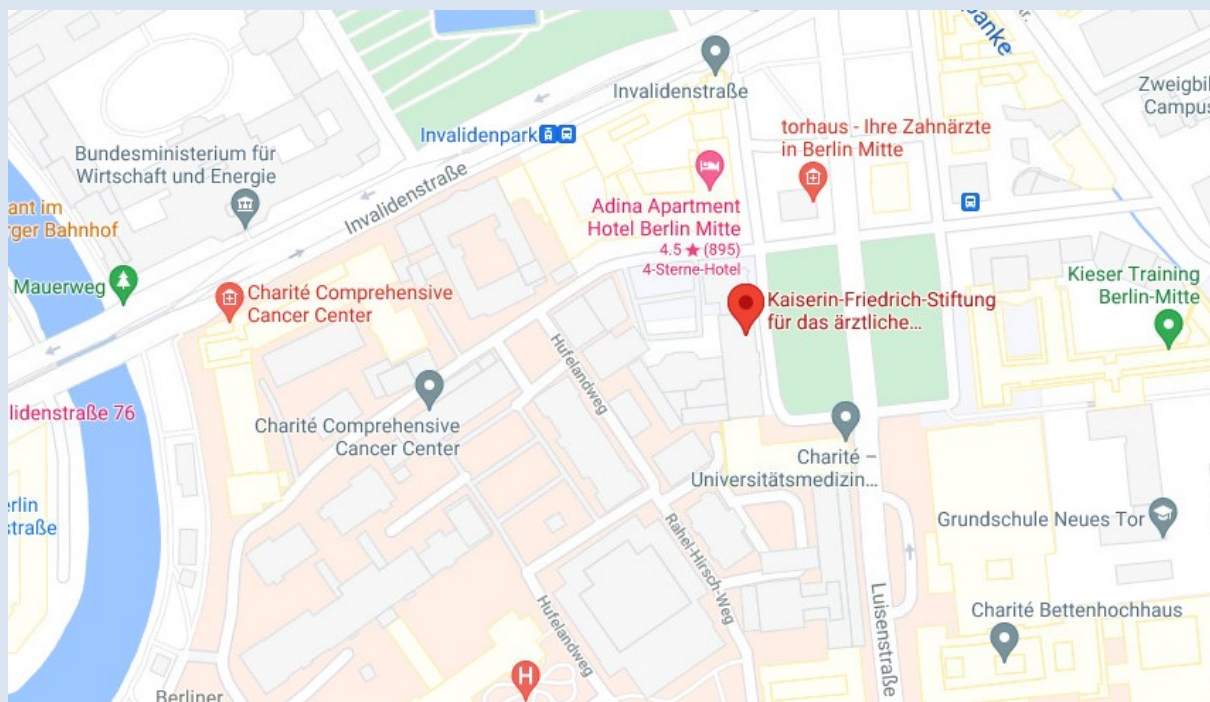 Panke
Invalidenstraße
Zweigbil
Campus
Invalidenpark
torhaus - Ihre Zahnärzte
in Berlin Mitte
Bundesministerium für
Wirtschaft und Energie
Invalidenstraße
Adina Apartment
Hotel Berlin Mitte
4.5 ★ (895)
4-Sterne-Hotel
ant im
rger Bahnhof
Mauerweg
Charité Comprehensive
Cancer Center
Kaiserin-Friedrich-Stiftung
für das ärztliche...
Kieser Training
Berlin-Mitte
Hufelandweg
lidenstraße 76
Charité Comprehensive
Cancer Center
Charité –
Universitätsmedizin...
erlin
straße
Grundschule Neues Tor
Rahel-Hirsch-Weg
Luisenstraße
Hufelandweg
Charité Bettenhochhaus
H
Berliner